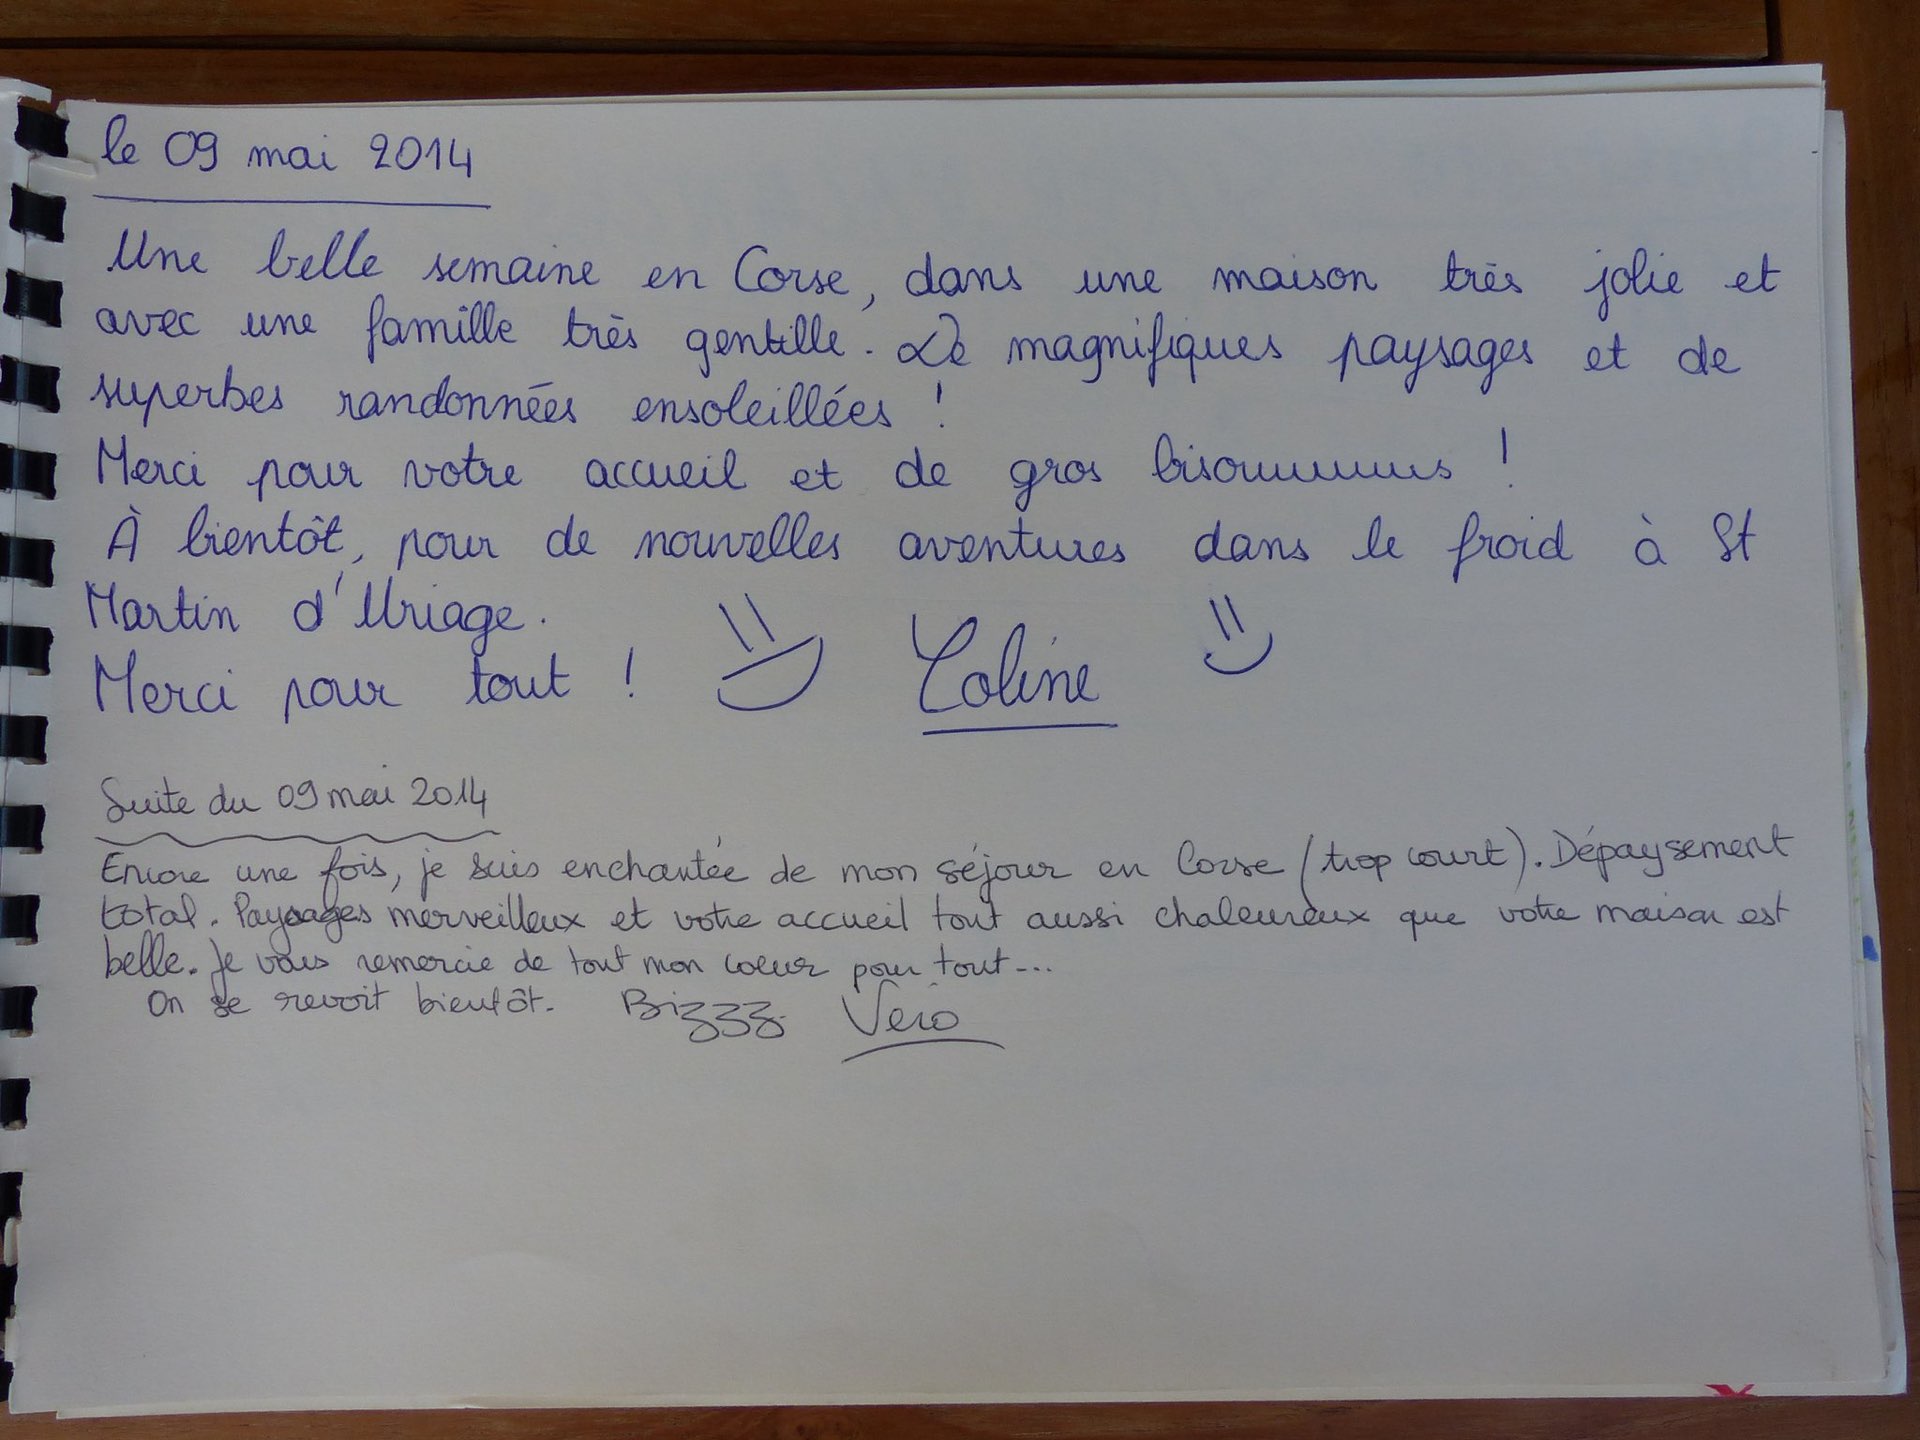 le 09 mai 2014
Une belle semaine en Corse, dans une maison très jolie et
avec une famille très gentille. De magnifiques paysages et de
superbes randonnées ensoleillées !
Merci pour votre accueil et de gros bisouuuuuus !
À bientôt, pour de nouvelles aventures dans le froid à St
Martin d'Uriage.
Merci pour tout ! Coline
Suite du 09 mai 2014
Encore une fois, je suis enchantée de mon séjour en Corse (trop court). Dépaysement
total. Paysages merveilleux et votre accueil tout aussi chaleureux que votre maison est
belle. Je vous remercie de tout mon coeur pour tout...
On se revoit bientôt. Bizzz. Véro